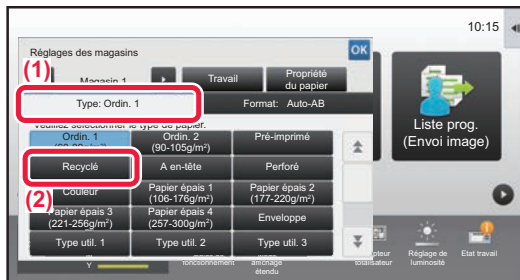 10:15
Réglages des magasins
OK
(1)
Magasin 1
Travail
Propriété
du papier
Type: Ordin. 1
Format: Auto-AB
Veuillez sélectionner le type de papier.
Ordin. 1
Ordin. 2
(90-105g/m²)
Pré-imprimé
Recyclé
A en-tête
Perforé
(2)
Couleur
Papier épais 1
(106-176g/m²)
Papier épais 2
(177-220g/m²)
Papier épais 3
(221-256g/m²)
Papier épais 4
(257-300g/m²)
Enveloppe
Type util. 1
Type util. 2
Type util. 3
Liste prog.
(Envoi image)
Y
fonctionnement
étendu
totalisateur
Réglage de
luminosité
Etat travail